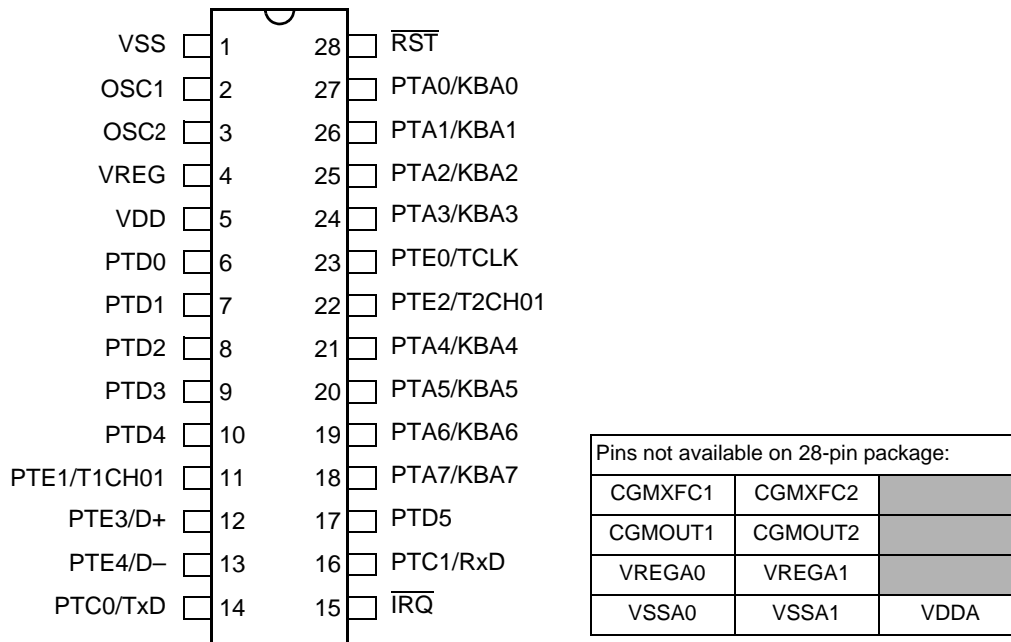 VSS 1 28 RST
OSC1 2 27 PTA0/KBA0
OSC2 3 26 PTA1/KBA1
VREG 4 25 PTA2/KBA2
VDD 5 24 PTA3/KBA3
PTD0 6 23 PTE0/TCLK
PTD1 7 22 PTE2/T2CH01
PTD2 8 21 PTA4/KBA4
PTD3 9 20 PTA5/KBA5
PTD4 10 19 PTA6/KBA6
PTE1/T1CH01 11 18 PTA7/KBA7
PTE3/D+ 12 17 PTD5
PTE4/D– 13 16 PTC1/RxD
PTC0/TxD 14 15 IRQ
Pins not available on 28-pin package:
CGMXFC1 CGMXFC2
CGMOUT1 CGMOUT2
VREGA0 VREGA1
VSSA0 VSSA1 VDDA